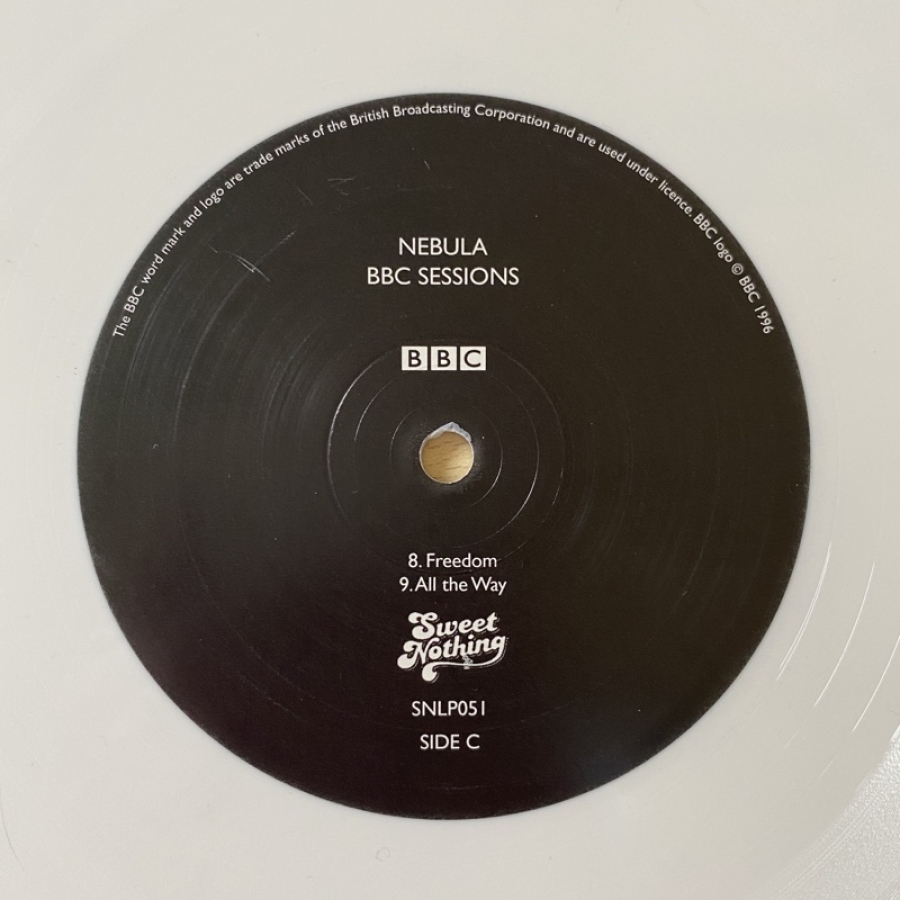 The BBC word mark and logo are trade marks of the British Broadcasting Corporation and are used under licence. BBC logo © BBC 1996
NEBULA
BBC SESSIONS
BBC
8. Freedom
9. All the Way
Sweet
Nothing
SNLP051
SIDE C